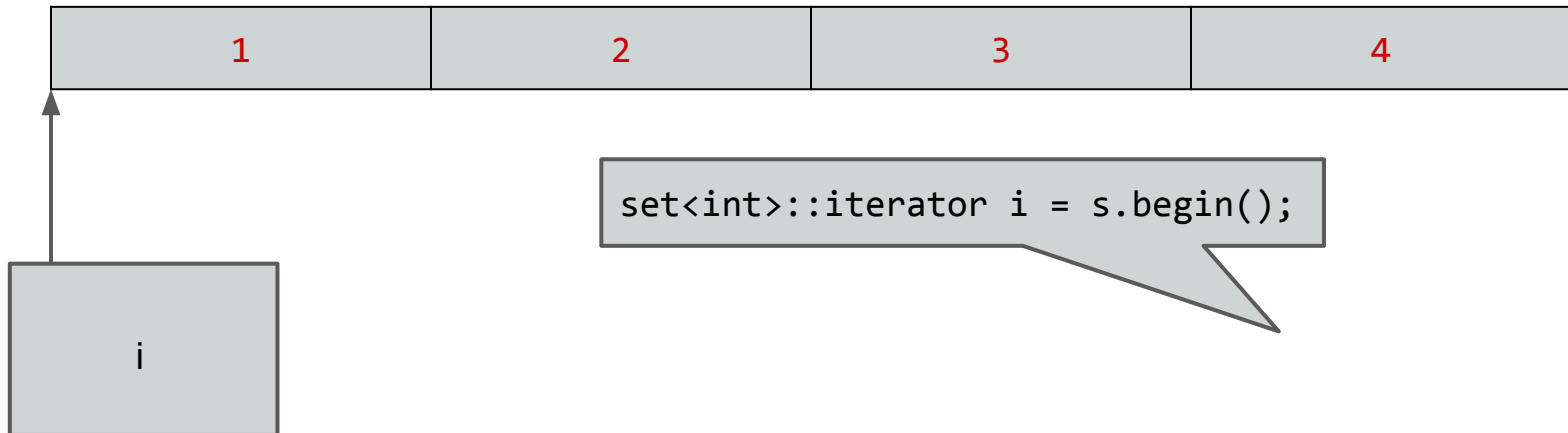 1 2 3 4
set<int>::iterator i = s.begin();
i